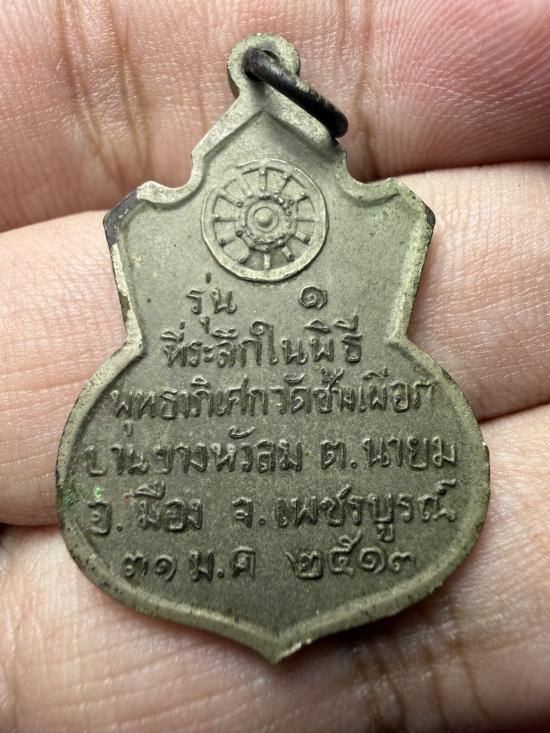 รุ่น ๑
ที่ระลึกในพิธี
พุทธาภิเศกวัดช้างเผือก
บ้านวางหัวลม ต.นายม
อ.เมือง จ.เพชรบูรณ์
๓๑ ม.ค ๒๕๑๓